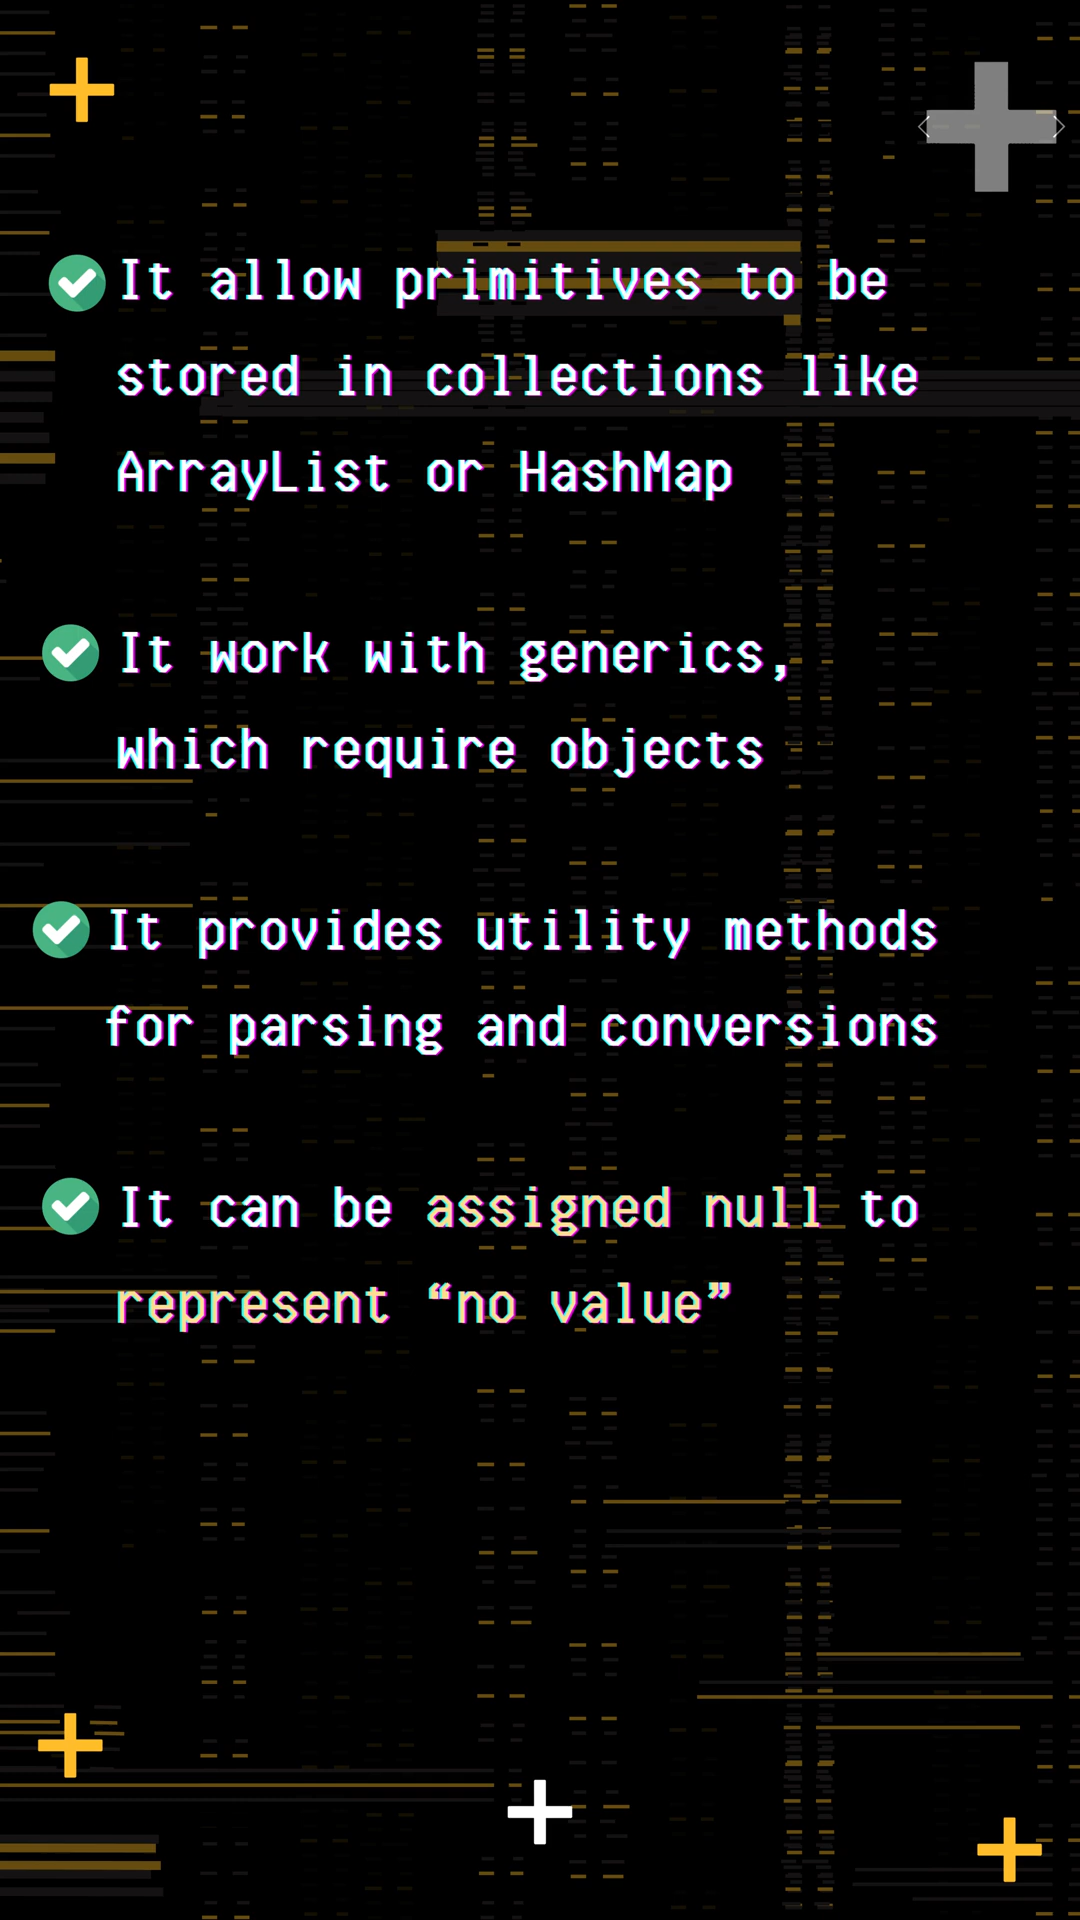 It allow primitives to be
stored in collections like
ArrayList or HashMap
It work with generics,
which require objects
It provides utility methods
for parsing and conversions
It can be assigned null to
represent “no value”